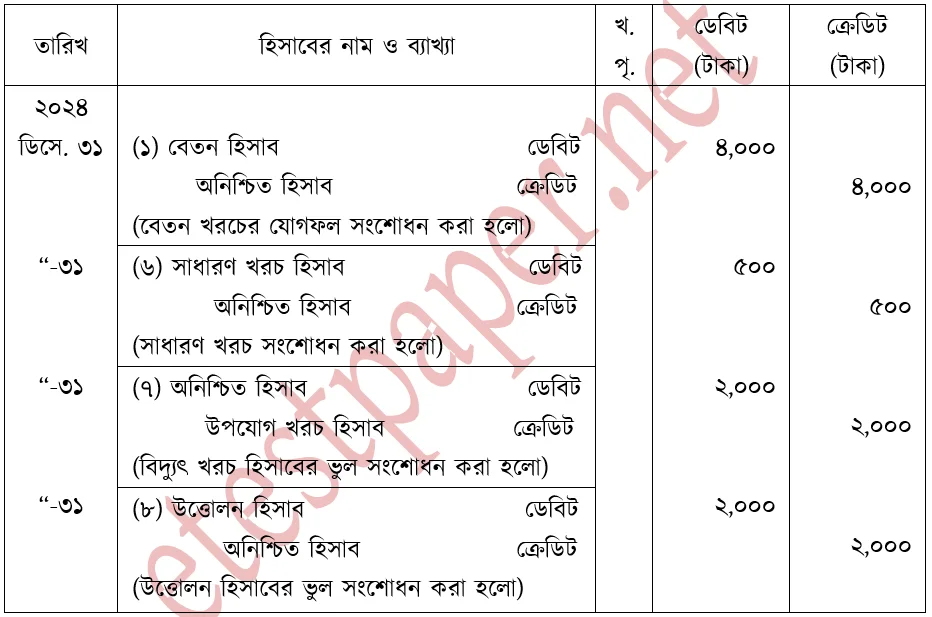 তারিখ হিসাবের নাম ও ব্যাখ্যা খ. পৃ. ডেবিট (টাকা) ক্রেডিট (টাকা)
২০২৪
ডিসে. ৩১ (১) বেতন হিসাব ডেবিট ৪,০০০
অনিশ্চিত হিসাব ক্রেডিট ৪,০০০
(বেতন খরচের যোগফল সংশোধন করা হলো)
“-৩১ (৬) সাধারণ খরচ হিসাব ডেবিট ৫০০
অনিশ্চিত হিসাব ক্রেডিট ৫০০
(সাধারণ খরচ সংশোধন করা হলো)
“-৩১ (৭) অনিশ্চিত হিসাব ডেবিট ২,০০০
উপযোগ খরচ হিসাব ক্রেডিট ২,০০০
(বিদ্যুৎ খরচ হিসাবের ভুল সংশোধন করা হলো)
“-৩১ (৮) উত্তোলন হিসাব ডেবিট ২,০০০
অনিশ্চিত হিসাব ক্রেডিট ২,০০০
(উত্তোলন হিসাবের ভুল সংশোধন করা হলো)
etestpaper.net